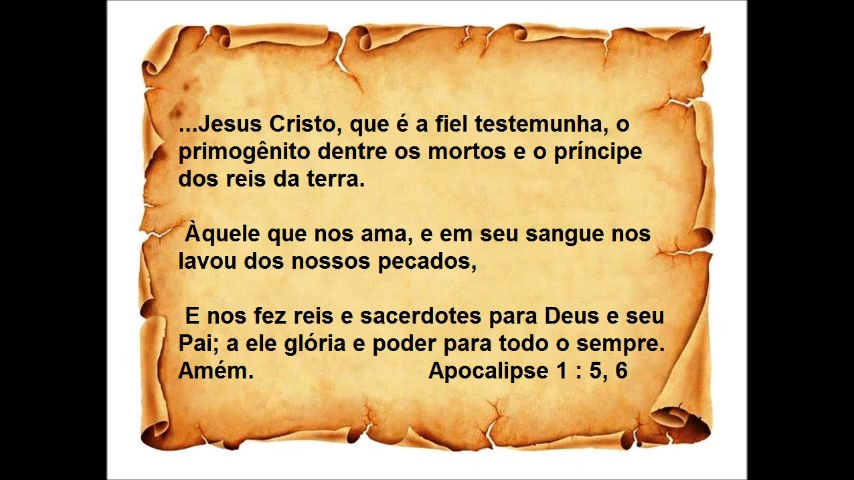 ...Jesus Cristo, que é a fiel testemunha, o
primogênito dentre os mortos e o príncipe
dos reis da terra.
Àquele que nos ama, e em seu sangue nos
lavou dos nossos pecados,
E nos fez reis e sacerdotes para Deus e seu
Pai; a ele glória e poder para todo o sempre.
Amém. Apocalipse 1 : 5, 6